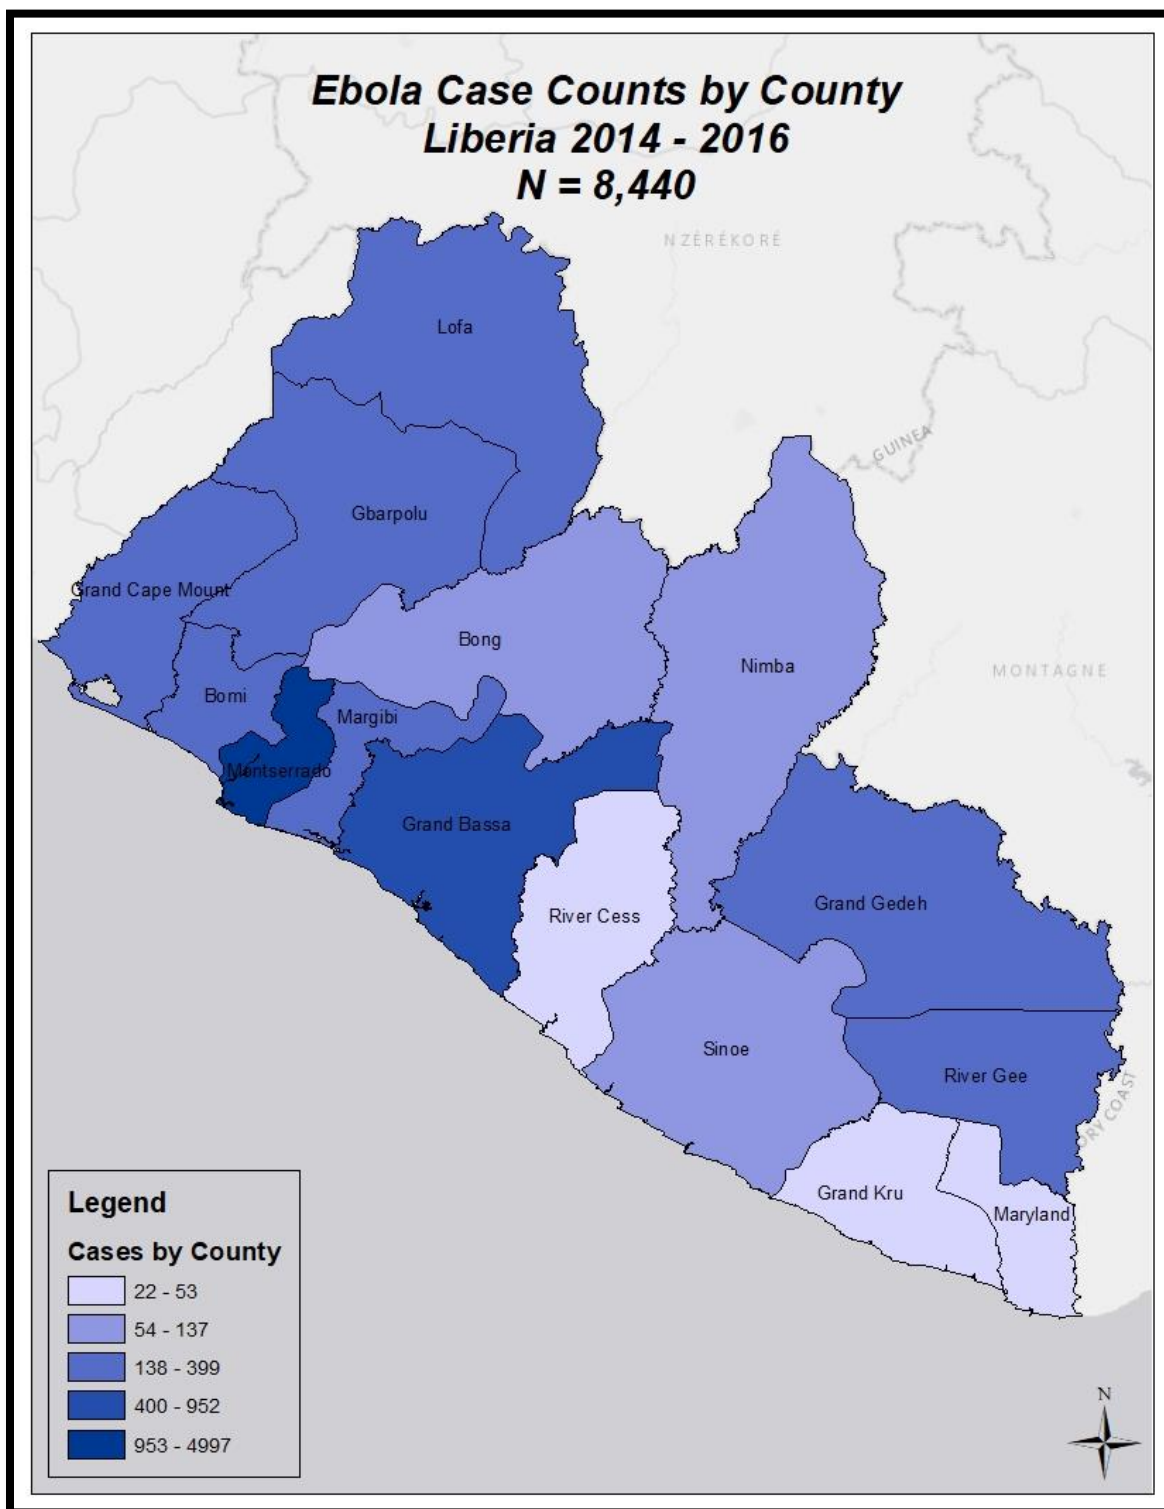 Ebola Case Counts by County
Liberia 2014 - 2016
N = 8,440
NZÉRÉKORÉ
Lofa
GUINEA
Gbarpolu
Grand Cape Mount
Bong
Nimba
MONTAGNE
Bomi
Margibi
Montserrado
Grand Bassa
Grand Gedeh
River Cess
Sinoe
River Gee
ORY COAST
Grand Kru
Maryland
Legend
Cases by County
22 - 53
54 - 137
138 - 399
400 - 952
953 - 4997
N